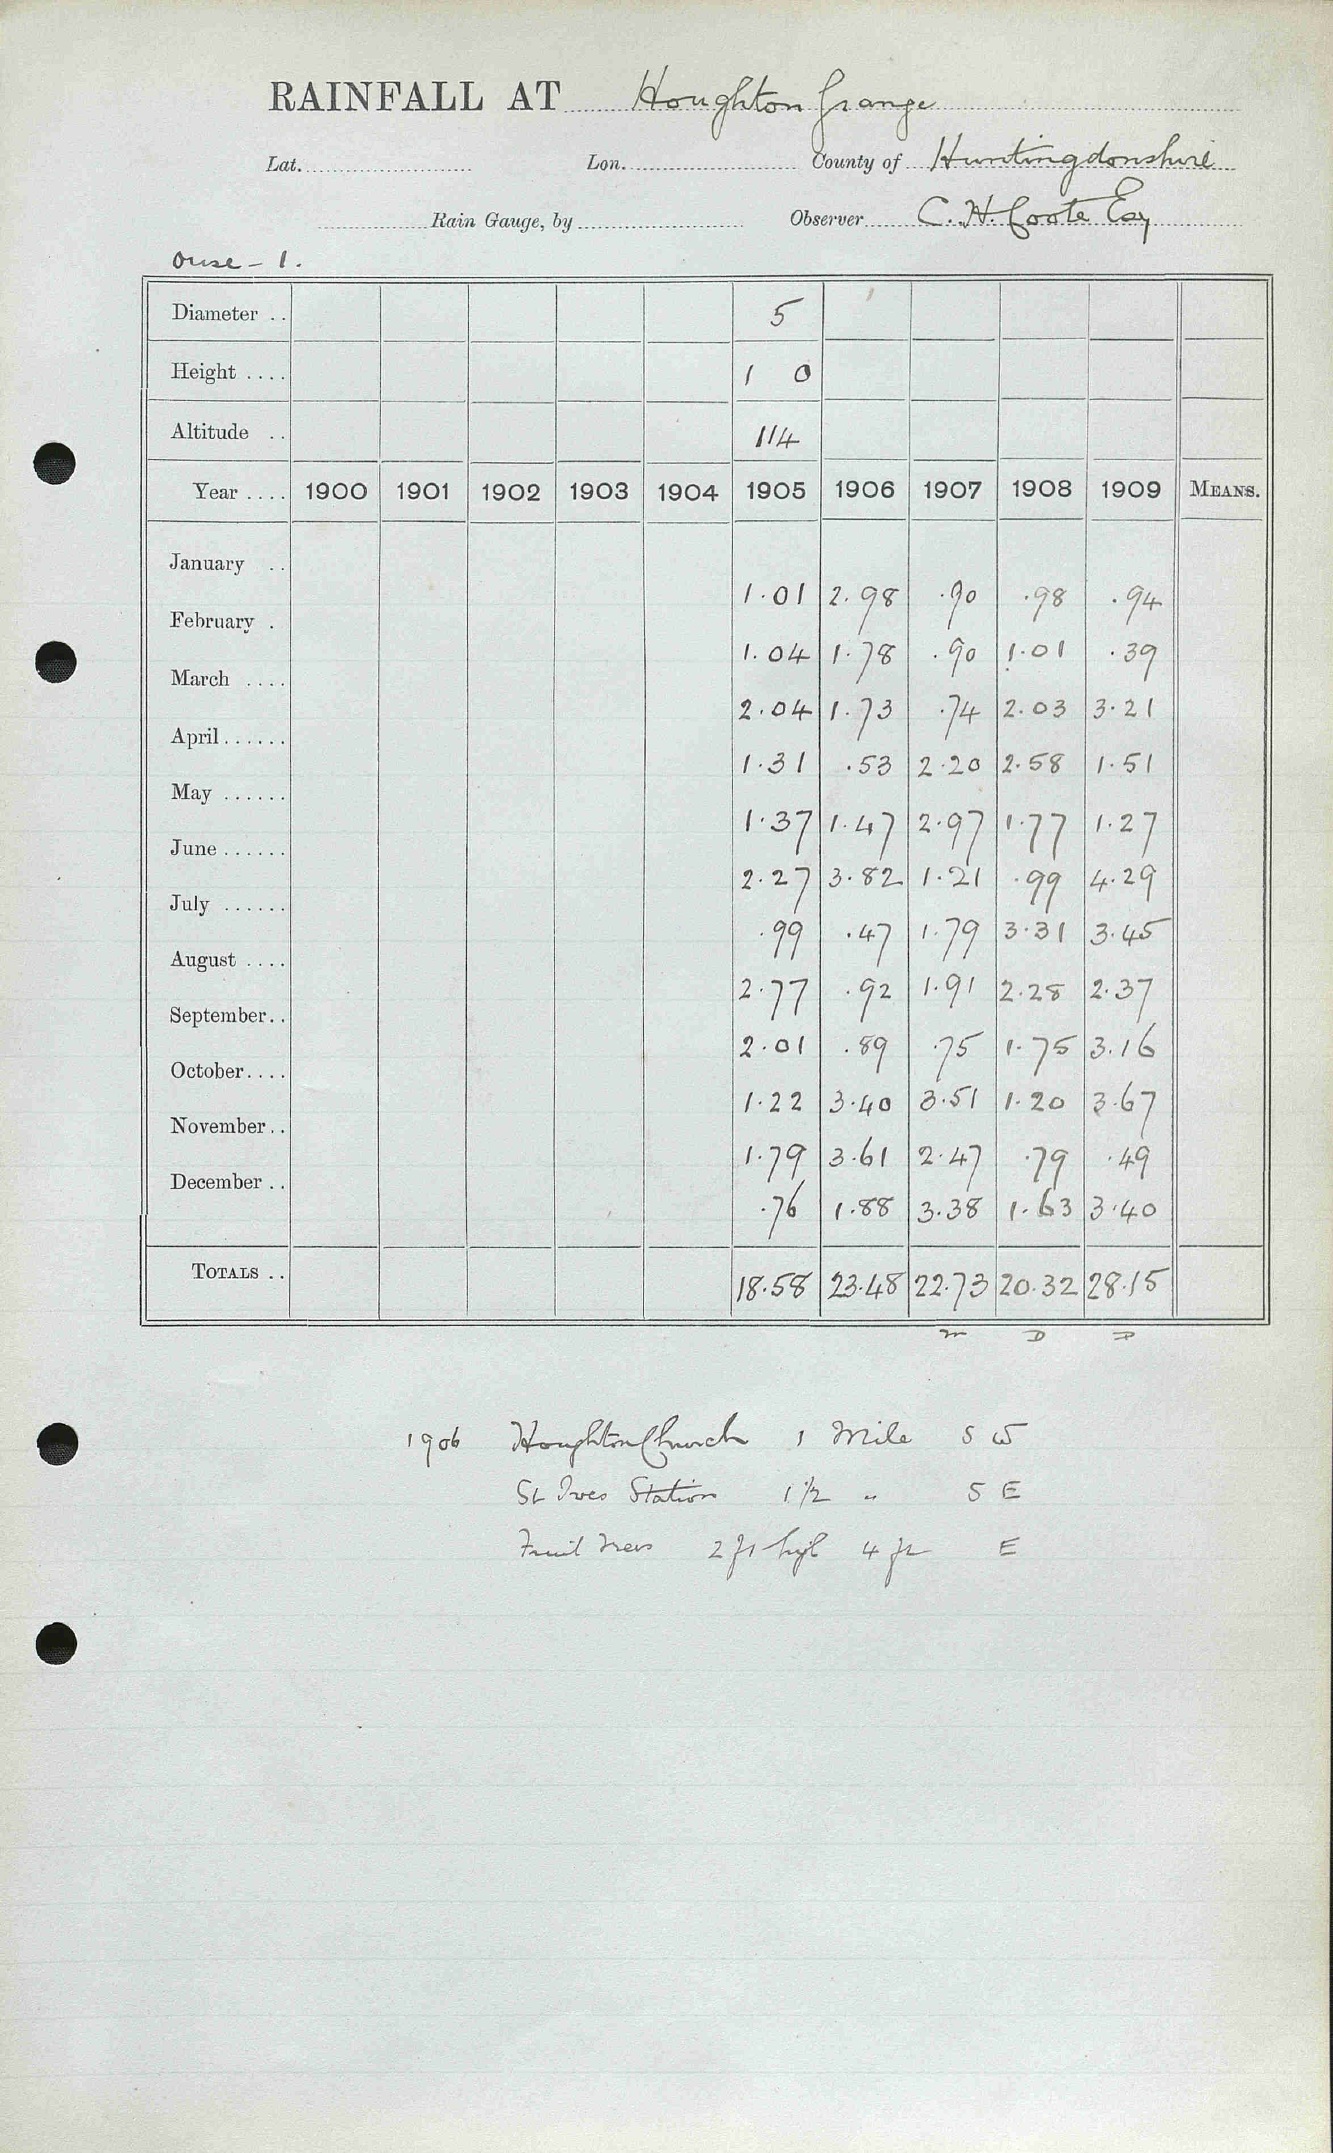 RAINFALL AT Houghton Grange
Lat. Lon. County of Huntingdonshire
Rain Gauge, by Observer C. H. Coote Esq
Ouse - 1.
Diameter .. 5
Height .... 1 0
Altitude .. 114
Year .... 1900 1901 1902 1903 1904 1905 1906 1907 1908 1909 MEANS.
January .. 1.01 2.98 .90 .98 .94
February . 1.04 1.78 .90 1.01 .39
March .... 2.04 1.73 .74 2.03 3.21
April...... 1.31 .53 2.20 2.58 1.51
May ...... 1.37 1.47 2.97 1.77 1.27
June...... 2.27 3.82 1.21 .99 4.29
July ...... .99 .47 1.79 3.31 3.45
August .... 2.77 .92 1.91 2.28 2.37
September.. 2.01 .89 .75 1.75 3.16
October.... 1.22 3.40 3.51 1.20 3.67
November.. 1.79 3.61 2.47 .79 .49
December .. .76 1.88 3.38 1.63 3.40
TOTALS .. 18.58 23.48 22.73 20.32 28.15
m D D
1906 Houghton Church 1 Mile S W
St Ives Station 1 1/2 " S E
Fruit trees 2 ft high 4 ft E